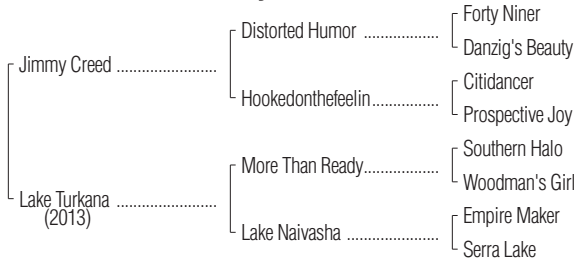 Forty Niner
Distorted Humor ..................
Danzig's Beauty
Jimmy Creed ........................
Citidancer
Hookedonthefeelin................
Prospective Joy
Southern Halo
More Than Ready..................
Woodman's Girl
Lake Turkana ........................
(2013)
Empire Maker
Lake Naivasha ......................
Serra Lake